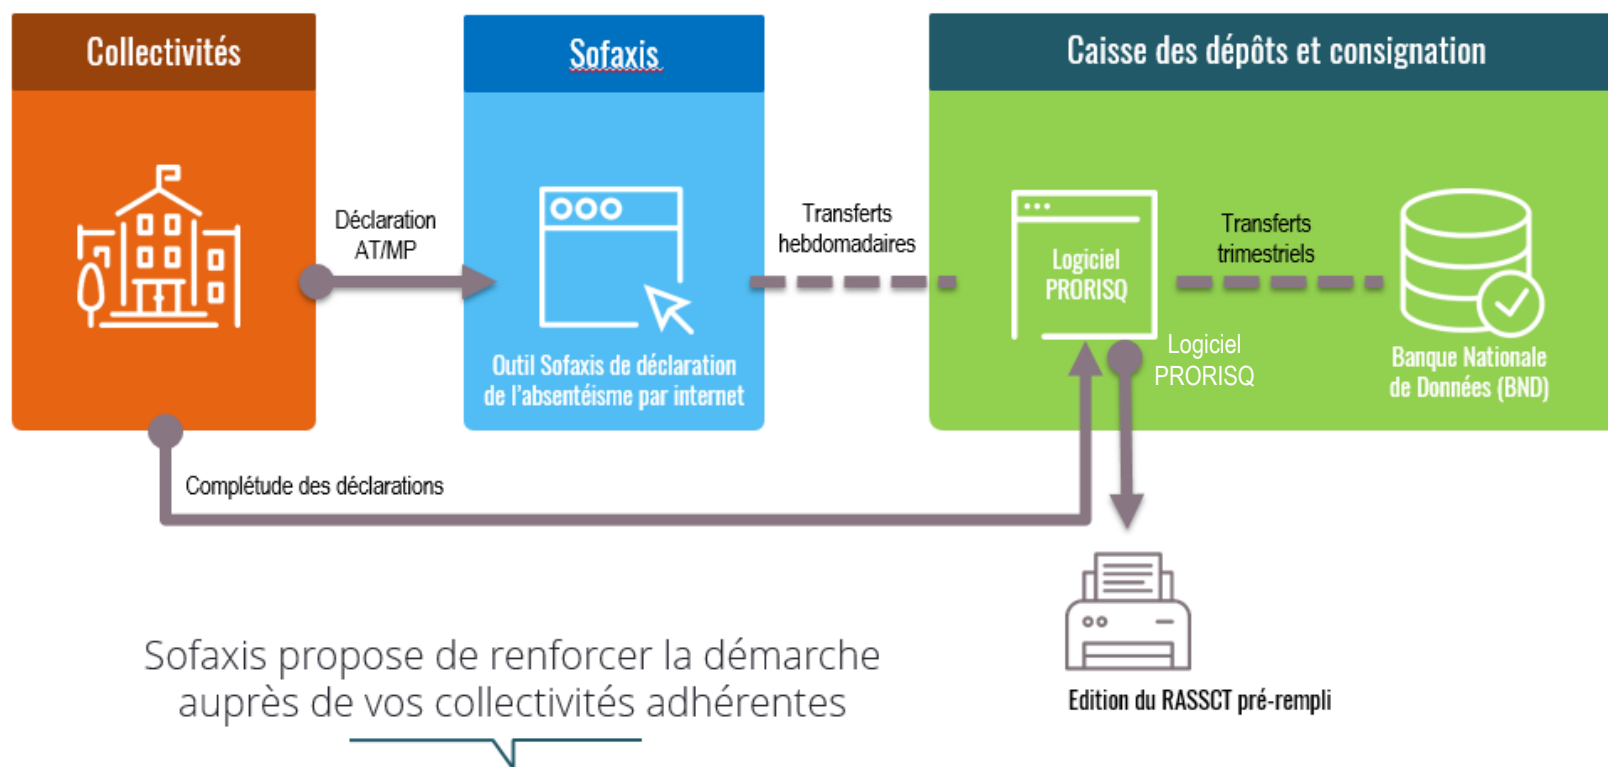 Collectivités
Sofaxis
Caisse des dépôts et consignation
Déclaration
AT/MP
Transferts
hebdomadaires
Logiciel
PRORISQ
Transferts
trimestriels
Outil Sofaxis de déclaration
de l'absentéisme par internet
Logiciel
PRORISQ
Banque Nationale
de Données (BND)
Complétude des déclarations
Sofaxis propose de renforcer la démarche
auprès de vos collectivités adhérentes
Edition du RASSCT pré-rempli